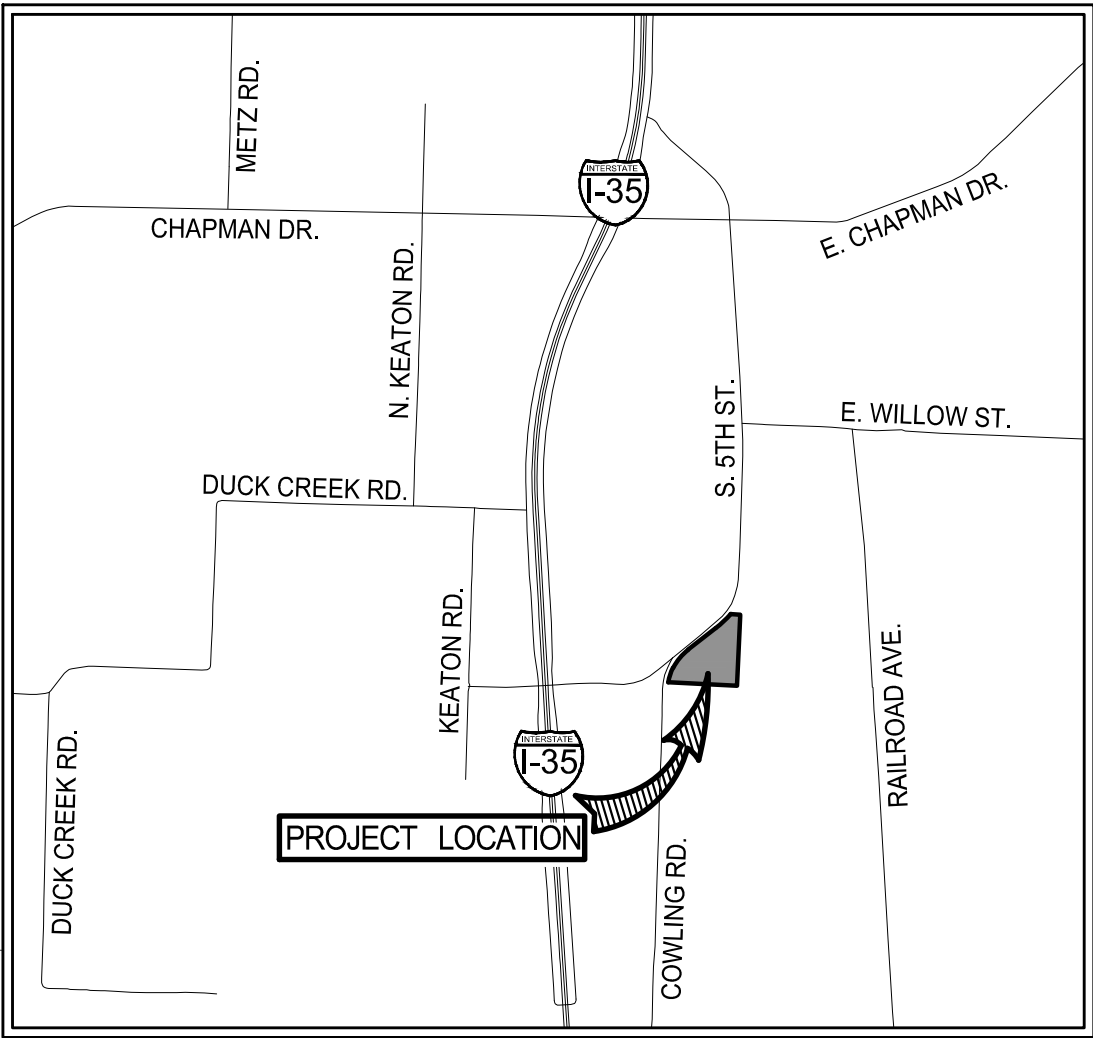 METZ RD.
INTERSTATE
I-35
CHAPMAN DR.
E. CHAPMAN DR.
N. KEATON RD.
S. 5TH ST.
E. WILLOW ST.
DUCK CREEK RD.
KEATON RD.
RAILROAD AVE.
INTERSTATE
I-35
DUCK CREEK RD.
PROJECT LOCATION
COWLING RD.